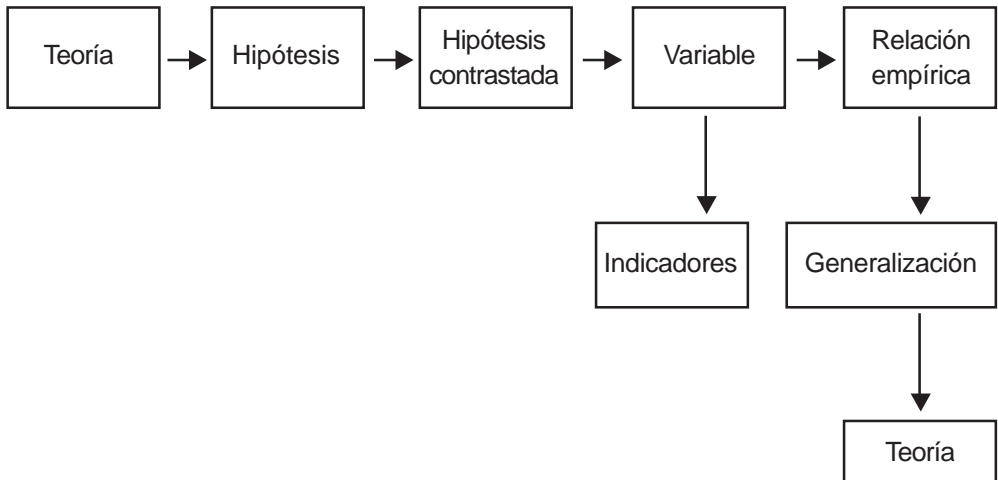 Teoría
Hipótesis
Hipótesis
contrastada
Variable
Relación
empírica
Indicadores
Generalización
Teoría